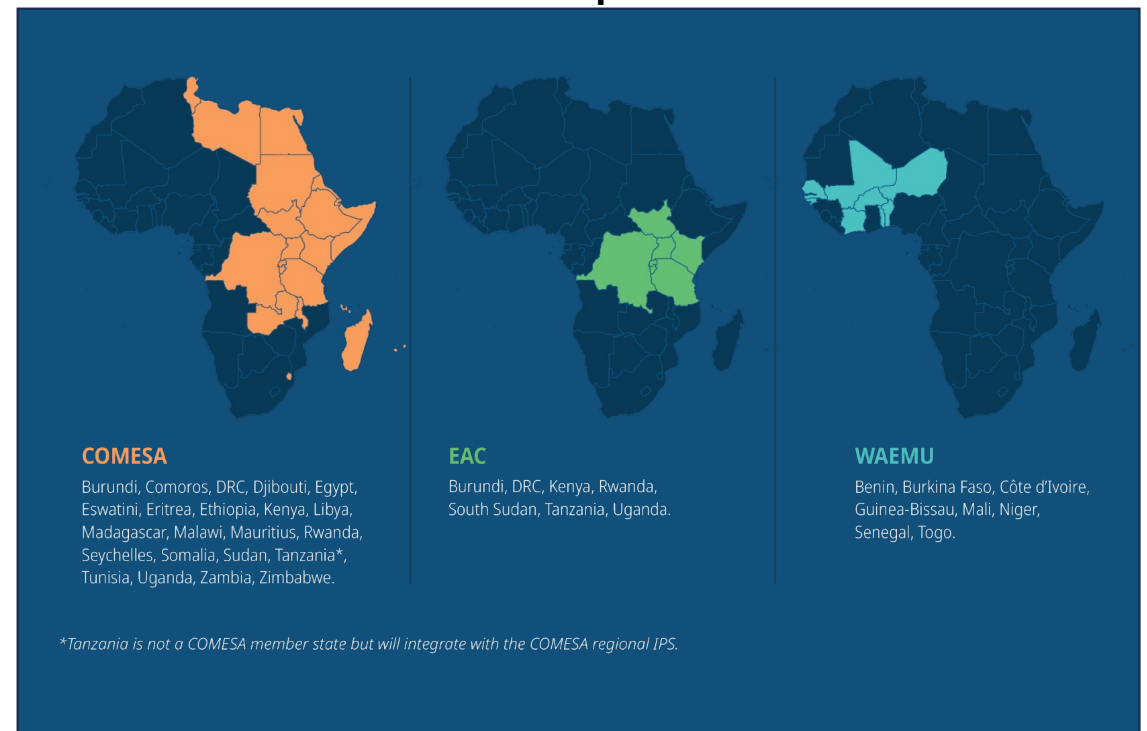 COMESA
Burundi, Comoros, DRC, Djibouti, Egypt,
Eswatini, Eritrea, Ethiopia, Kenya, Libya,
Madagascar, Malawi, Mauritius, Rwanda,
Seychelles, Somalia, Sudan, Tanzania*,
Tunisia, Uganda, Zambia, Zimbabwe.
EAC
Burundi, DRC, Kenya, Rwanda,
South Sudan, Tanzania, Uganda.
WAEMU
Benin, Burkina Faso, Côte d’Ivoire,
Guinea-Bissau, Mali, Niger,
Senegal, Togo.
*Tanzania is not a COMESA member state but will integrate with the COMESA regional IPS.